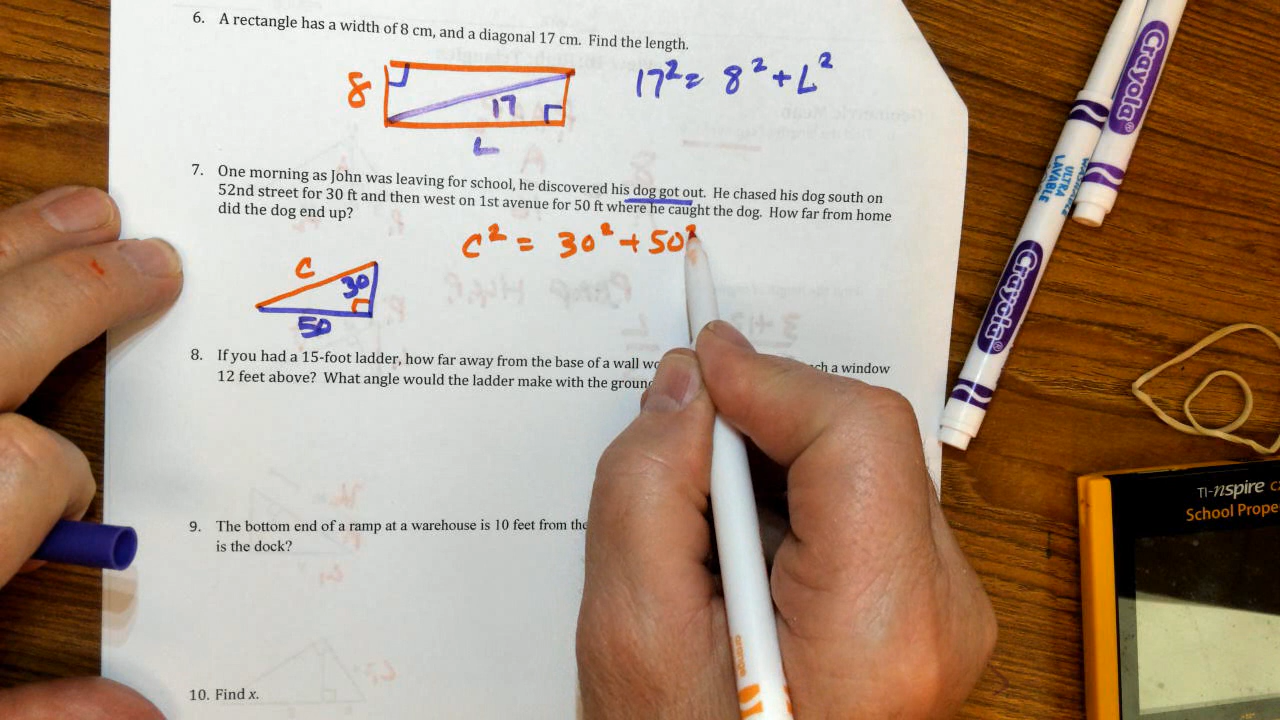 6. A rectangle has a width of 8 cm, and a diagonal 17 cm. Find the length.
8
17
L
17² = 8² + L²
7. One morning as John was leaving for school, he discovered his dog got out. He chased his dog south on
52nd street for 30 ft and then west on 1st avenue for 50 ft where he caught the dog. How far from home
did the dog end up?
c² = 30² + 50²
C
30
50
8. If you had a 15-foot ladder, how far away from the base of a wall a window
12 feet above? What angle would the ladder make with the
9. The bottom end of a ramp at a warehouse is 10 feet from the
is the dock?
10. Find x.
Crayola
Crayola
ULTRA
WASHABLE
TI-nspire
School